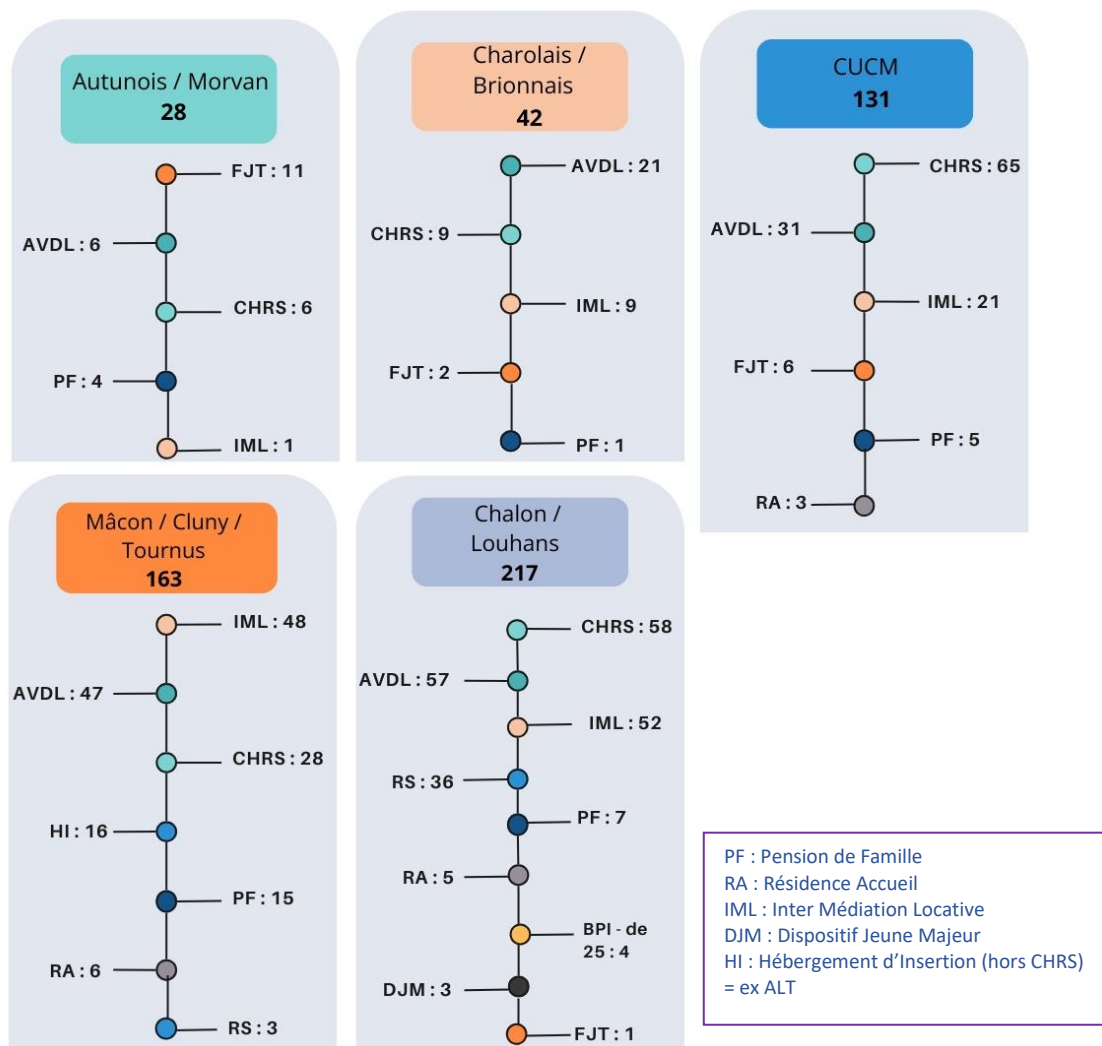 Autunois / Morvan
28
FJT : 11
AVDL : 6
CHRS : 6
PF : 4
IML : 1
Charolais /
Brionnais
42
AVDL : 21
CHRS : 9
IML : 9
FJT : 2
PF : 1
CUCM
131
CHRS : 65
AVDL : 31
IML : 21
FJT : 6
PF : 5
RA : 3
Mâcon / Cluny /
Tournus
163
IML : 48
AVDL : 47
CHRS : 28
HI : 16
PF : 15
RA : 6
RS : 3
Chalon /
Louhans
217
CHRS : 58
AVDL : 57
IML : 52
RS : 36
PF : 7
RA : 5
BPI - de
25 : 4
DJM : 3
FJT : 1
PF : Pension de Famille
RA : Résidence Accueil
IML : Inter Médiation Locative
DJM : Dispositif Jeune Majeur
HI : Hébergement d’Insertion (hors CHRS)
= ex ALT